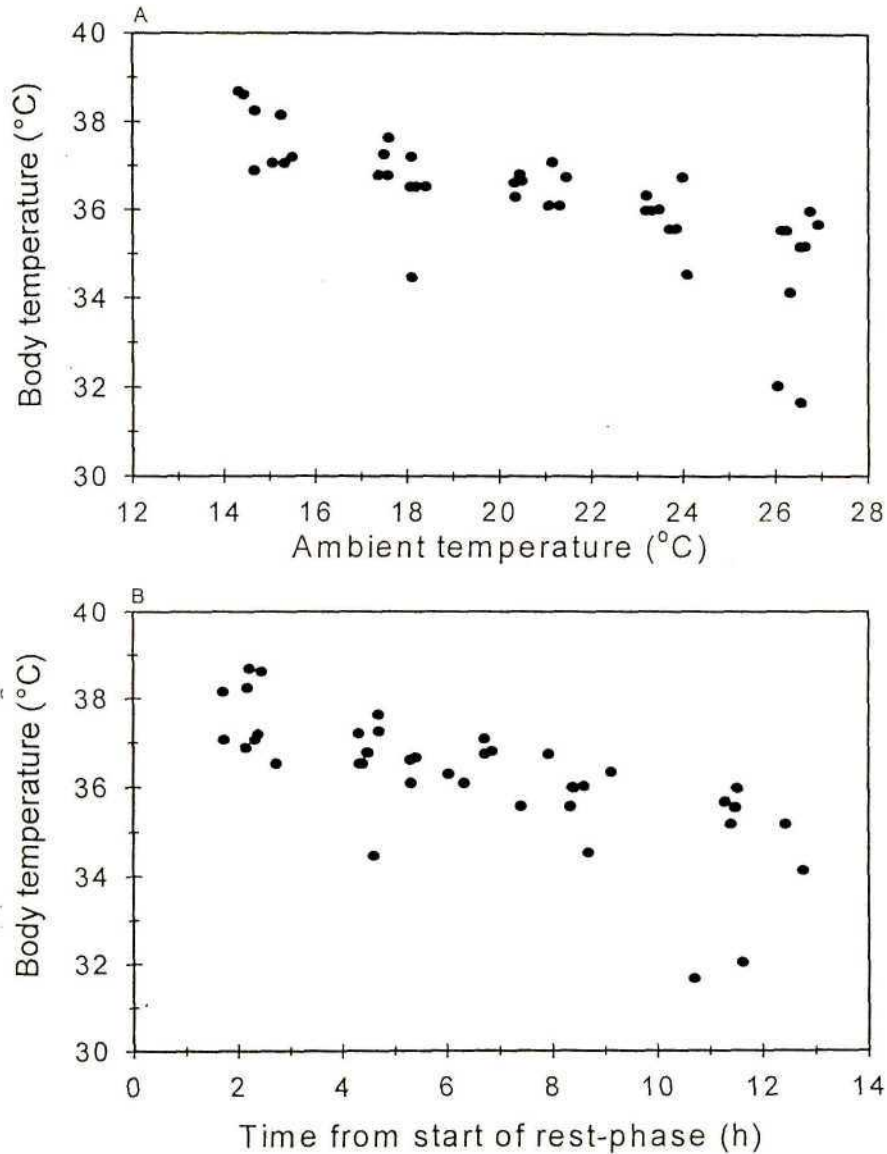 A
40
38
36
34
32
30
Body temperature (°C)
12 14 16 18 20 22 24 26 28
Ambient temperature (°C)
B
40
38
36
34
32
30
Body temperature (°C)
0 2 4 6 8 10 12 14
Time from start of rest-phase (h)